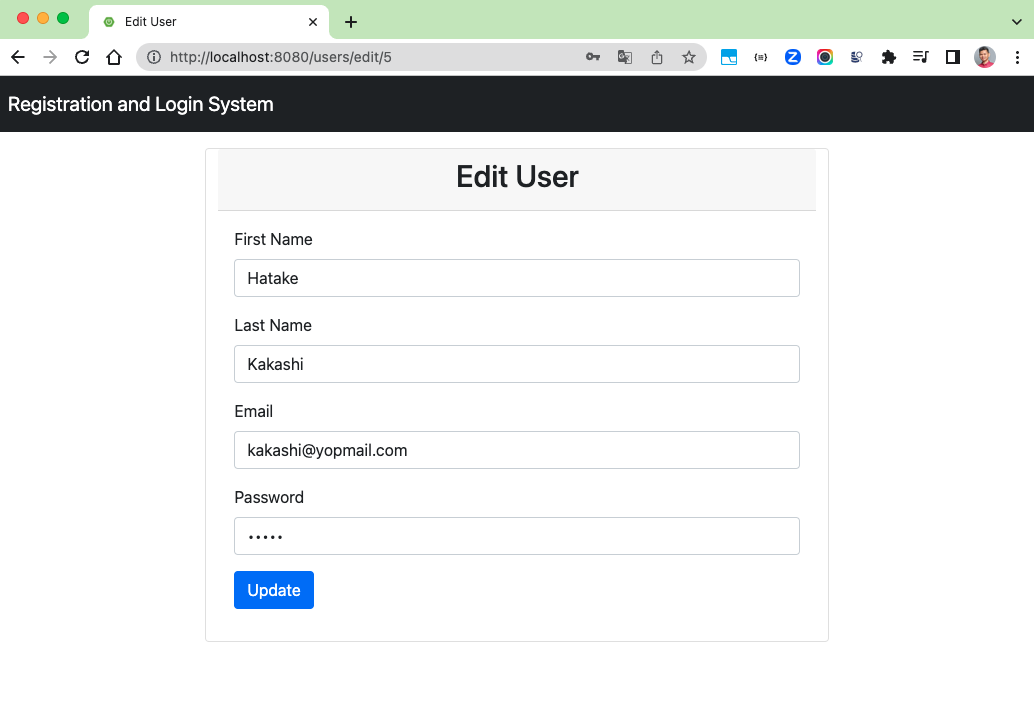 Edit User
http://localhost:8080/users/edit/5
Registration and Login System
Edit User
First Name
Hatake
Last Name
Kakashi
Email
kakashi@yopmail.com
Password
•••••
Update